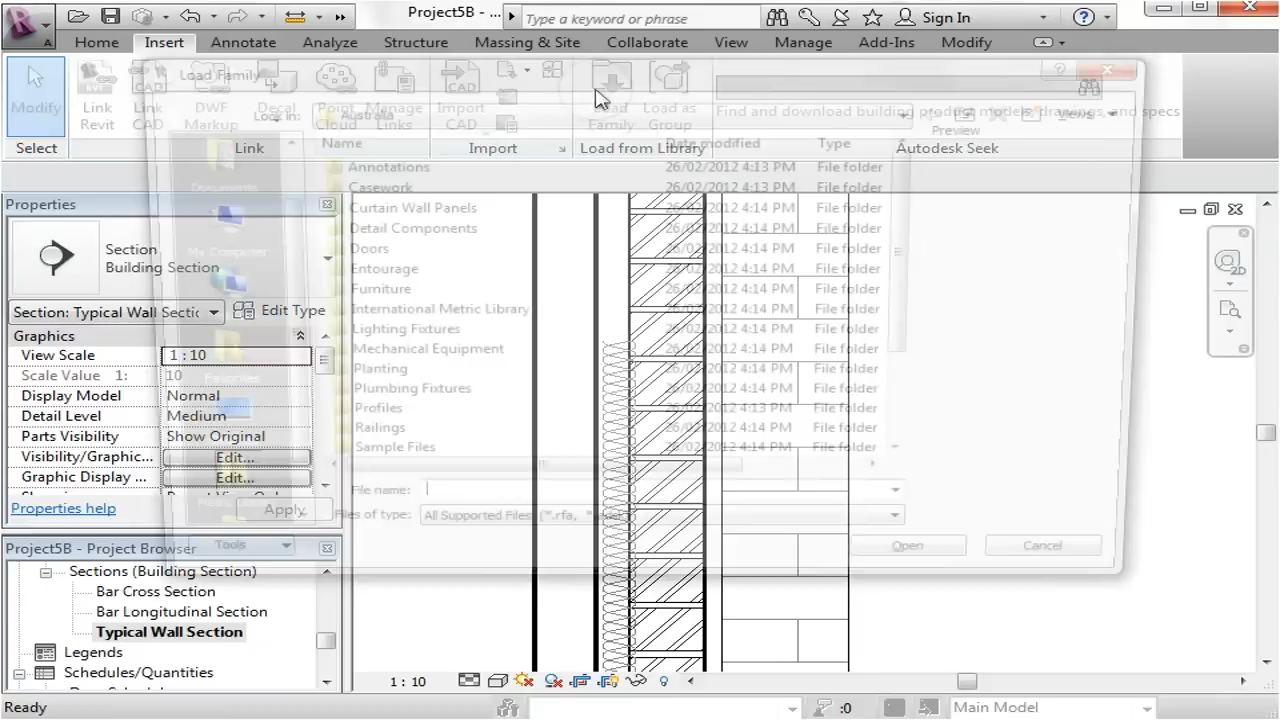 Project5B - ...
Type a keyword or phrase
Sign In
Home
Insert
Annotate
Analyze
Structure
Massing & Site
Collaborate
View
Manage
Add-Ins
Modify
Load Family
Modify
Link Revit
Link CAD
DWF Markup
Decal
Point Cloud
Manage Links
Import CAD
Load Family
Load as Group
Find and download building product models, drawings, and specs
Look in:
Australia
Views
Preview
Select
Link
Import
Load from Library
Autodesk Seek
Name
Date modified
Type
Annotations 26/02/2012 4:13 PM File folder
Casework 26/02/2012 4:13 PM File folder
Curtain Wall Panels 26/02/2012 4:14 PM File folder
Detail Components 26/02/2012 4:14 PM File folder
Doors 26/02/2012 4:14 PM File folder
Entourage 26/02/2012 4:14 PM File folder
Furniture 26/02/2012 4:14 PM File folder
International Metric Library 26/02/2012 4:14 PM File folder
Lighting Fixtures 26/02/2012 4:14 PM File folder
Mechanical Equipment 26/02/2012 4:14 PM File folder
Planting 26/02/2012 4:14 PM File folder
Plumbing Fixtures 26/02/2012 4:14 PM File folder
Profiles 26/02/2012 4:13 PM File folder
Railings 26/02/2012 4:14 PM File folder
Sample Files 26/02/2012 4:14 PM File folder
File name:
Files of type: All Supported Files (*.rfa,
Tools
Open
Cancel
Documents
My Computer
Favorites
Properties
Section
Building Section
Section: Typical Wall Sectic
Edit Type
Graphics
View Scale 1 : 10
Scale Value 1: 10
Display Model Normal
Detail Level Medium
Parts Visibility Show Original
Visibility/Graphic... Edit...
Graphic Display ... Edit...
Properties help
Apply
Project5B - Project Browser
Sections (Building Section)
Bar Cross Section
Bar Longitudinal Section
Typical Wall Section
Legends
Schedules/Quantities
1 : 10
2D
Ready
:0
Main Model